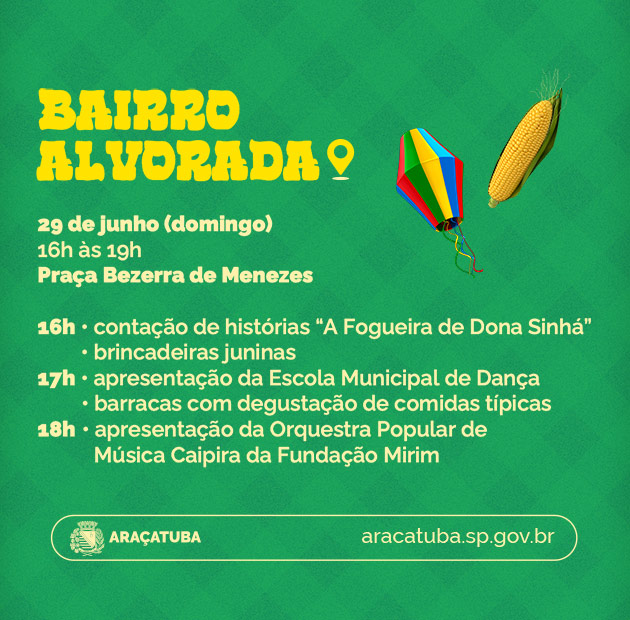 BAIRRO
ALVORADA
29 de junho (domingo)
16h às 19h
Praça Bezerra de Menezes
16h • contação de histórias “A Fogueira de Dona Sinhá”
• brincadeiras juninas
17h • apresentação da Escola Municipal de Dança
• barracas com degustação de comidas típicas
18h • apresentação da Orquestra Popular de
Música Caipira da Fundação Mirim
ARAÇATUBA
aracatuba.sp.gov.br